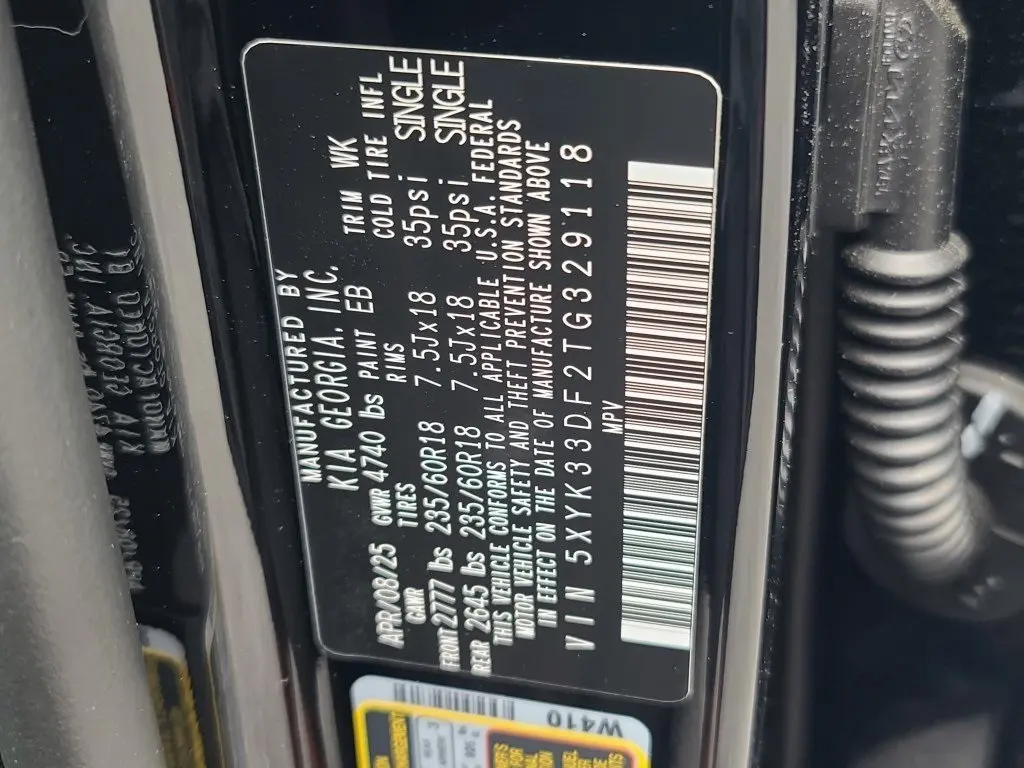 MANUFACTURED BY
KIA GEORGIA, INC.
APR/08/25 GVWR 4740 lbs PAINT EB TRIM WK
GAWR TIRES RIMS COLD TIRE INFL
FRONT 2777 lbs 235/60R18 7.5Jx18 35psi SINGLE
REAR 2645 lbs 235/60R18 7.5Jx18 35psi SINGLE
THIS VEHICLE CONFORMS TO ALL APPLICABLE U.S.A. FEDERAL
MOTOR VEHICLE SAFETY AND THEFT PREVENTION STANDARDS
IN EFFECT ON THE DATE OF MANUFACTURE SHOWN ABOVE
VIN 5XYK33DF2TG329118
MPV
W410